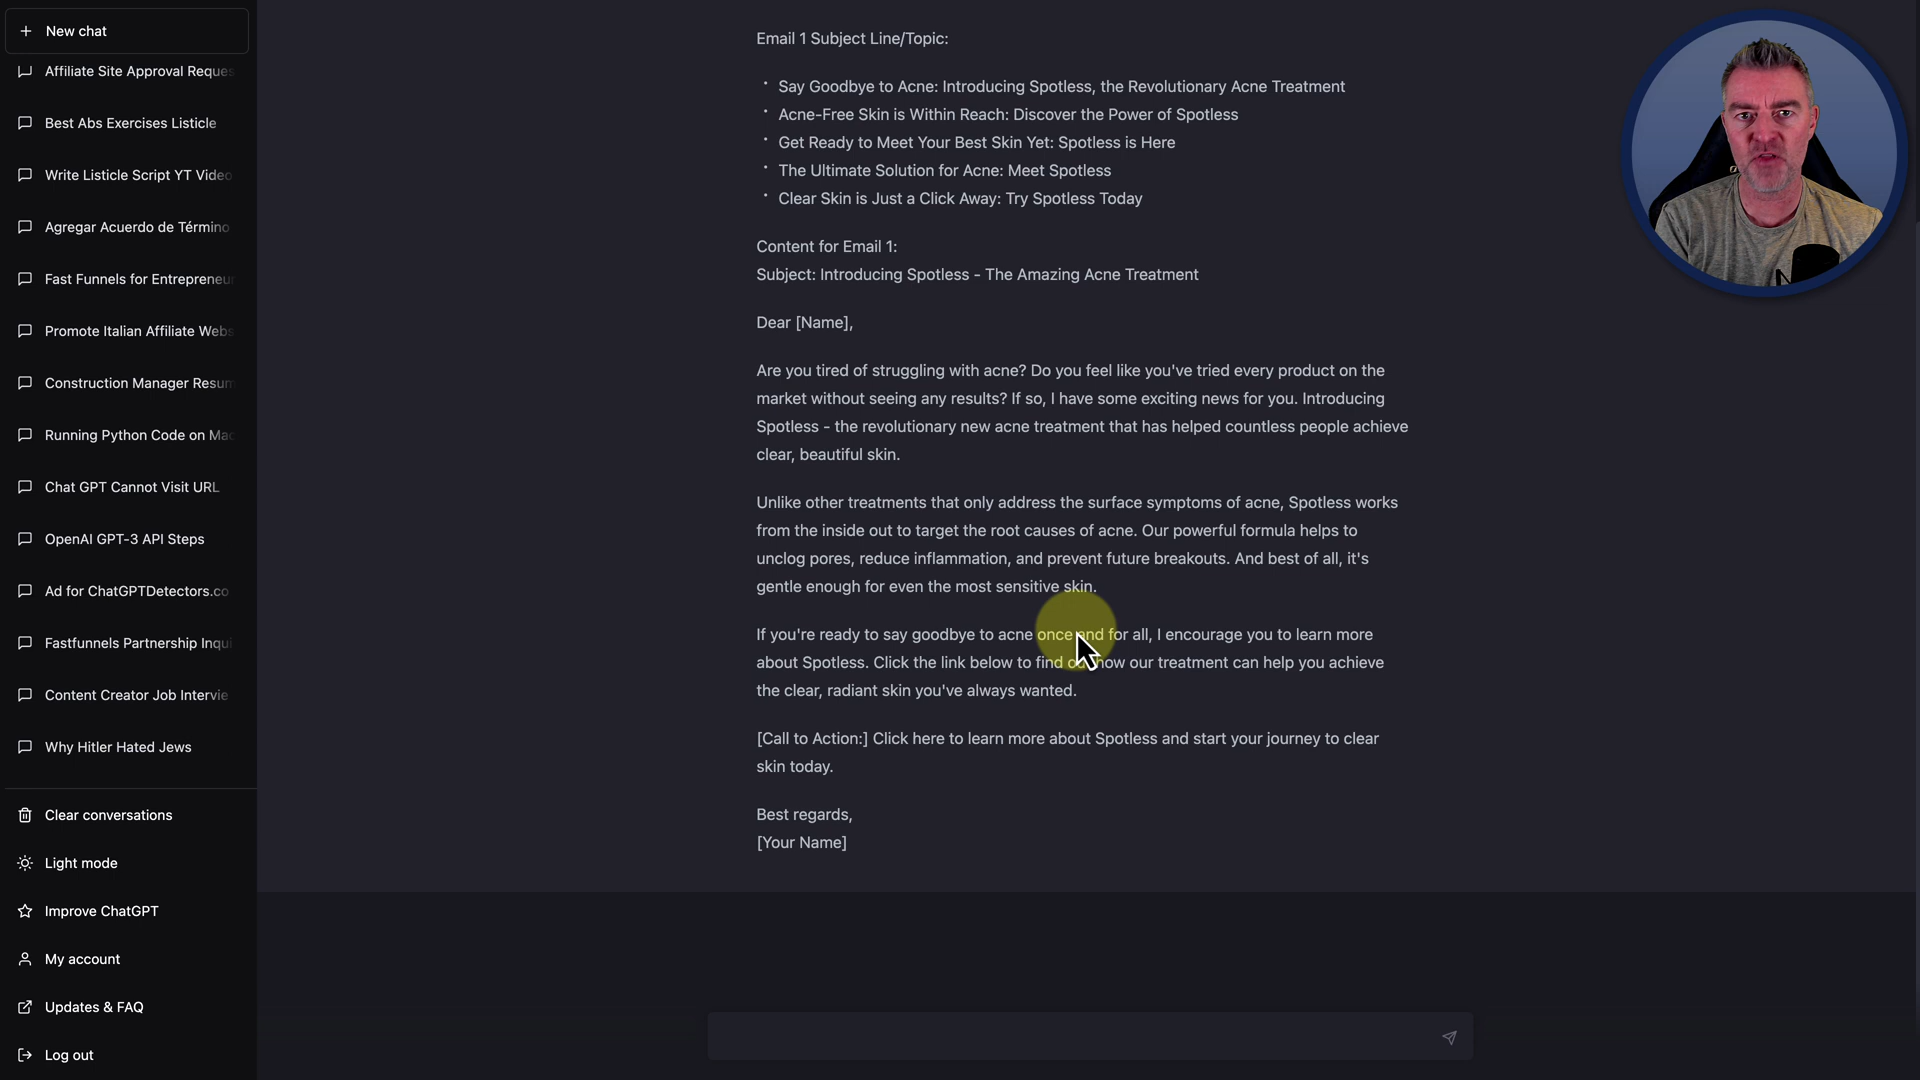 New chat
Affiliate Site Approval Reques
Best Abs Exercises Listicle
Write Listicle Script YT Video
Agregar Acuerdo de Término
Fast Funnels for Entrepreneur
Promote Italian Affiliate Webs
Construction Manager Resum
Running Python Code on Mac
Chat GPT Cannot Visit URL
OpenAI GPT-3 API Steps
Ad for ChatGPTDetectors.co
Fastfunnels Partnership Inqui
Content Creator Job Intervie
Why Hitler Hated Jews
Clear conversations
Light mode
Improve ChatGPT
My account
Updates & FAQ
Log out
Email 1 Subject Line/Topic:
• Say Goodbye to Acne: Introducing Spotless, the Revolutionary Acne Treatment
• Acne-Free Skin is Within Reach: Discover the Power of Spotless
• Get Ready to Meet Your Best Skin Yet: Spotless is Here
• The Ultimate Solution for Acne: Meet Spotless
• Clear Skin is Just a Click Away: Try Spotless Today
Content for Email 1:
Subject: Introducing Spotless - The Amazing Acne Treatment
Dear [Name],
Are you tired of struggling with acne? Do you feel like you've tried every product on the
market without seeing any results? If so, I have some exciting news for you. Introducing
Spotless - the revolutionary new acne treatment that has helped countless people achieve
clear, beautiful skin.
Unlike other treatments that only address the surface symptoms of acne, Spotless works
from the inside out to target the root causes of acne. Our powerful formula helps to
unclog pores, reduce inflammation, and prevent future breakouts. And best of all, it's
gentle enough for even the most sensitive skin.
If you're ready to say goodbye to acne once and for all, I encourage you to learn more
about Spotless. Click the link below to find out how our treatment can help you achieve
the clear, radiant skin you've always wanted.
[Call to Action:] Click here to learn more about Spotless and start your journey to clear
skin today.
Best regards,
[Your Name]